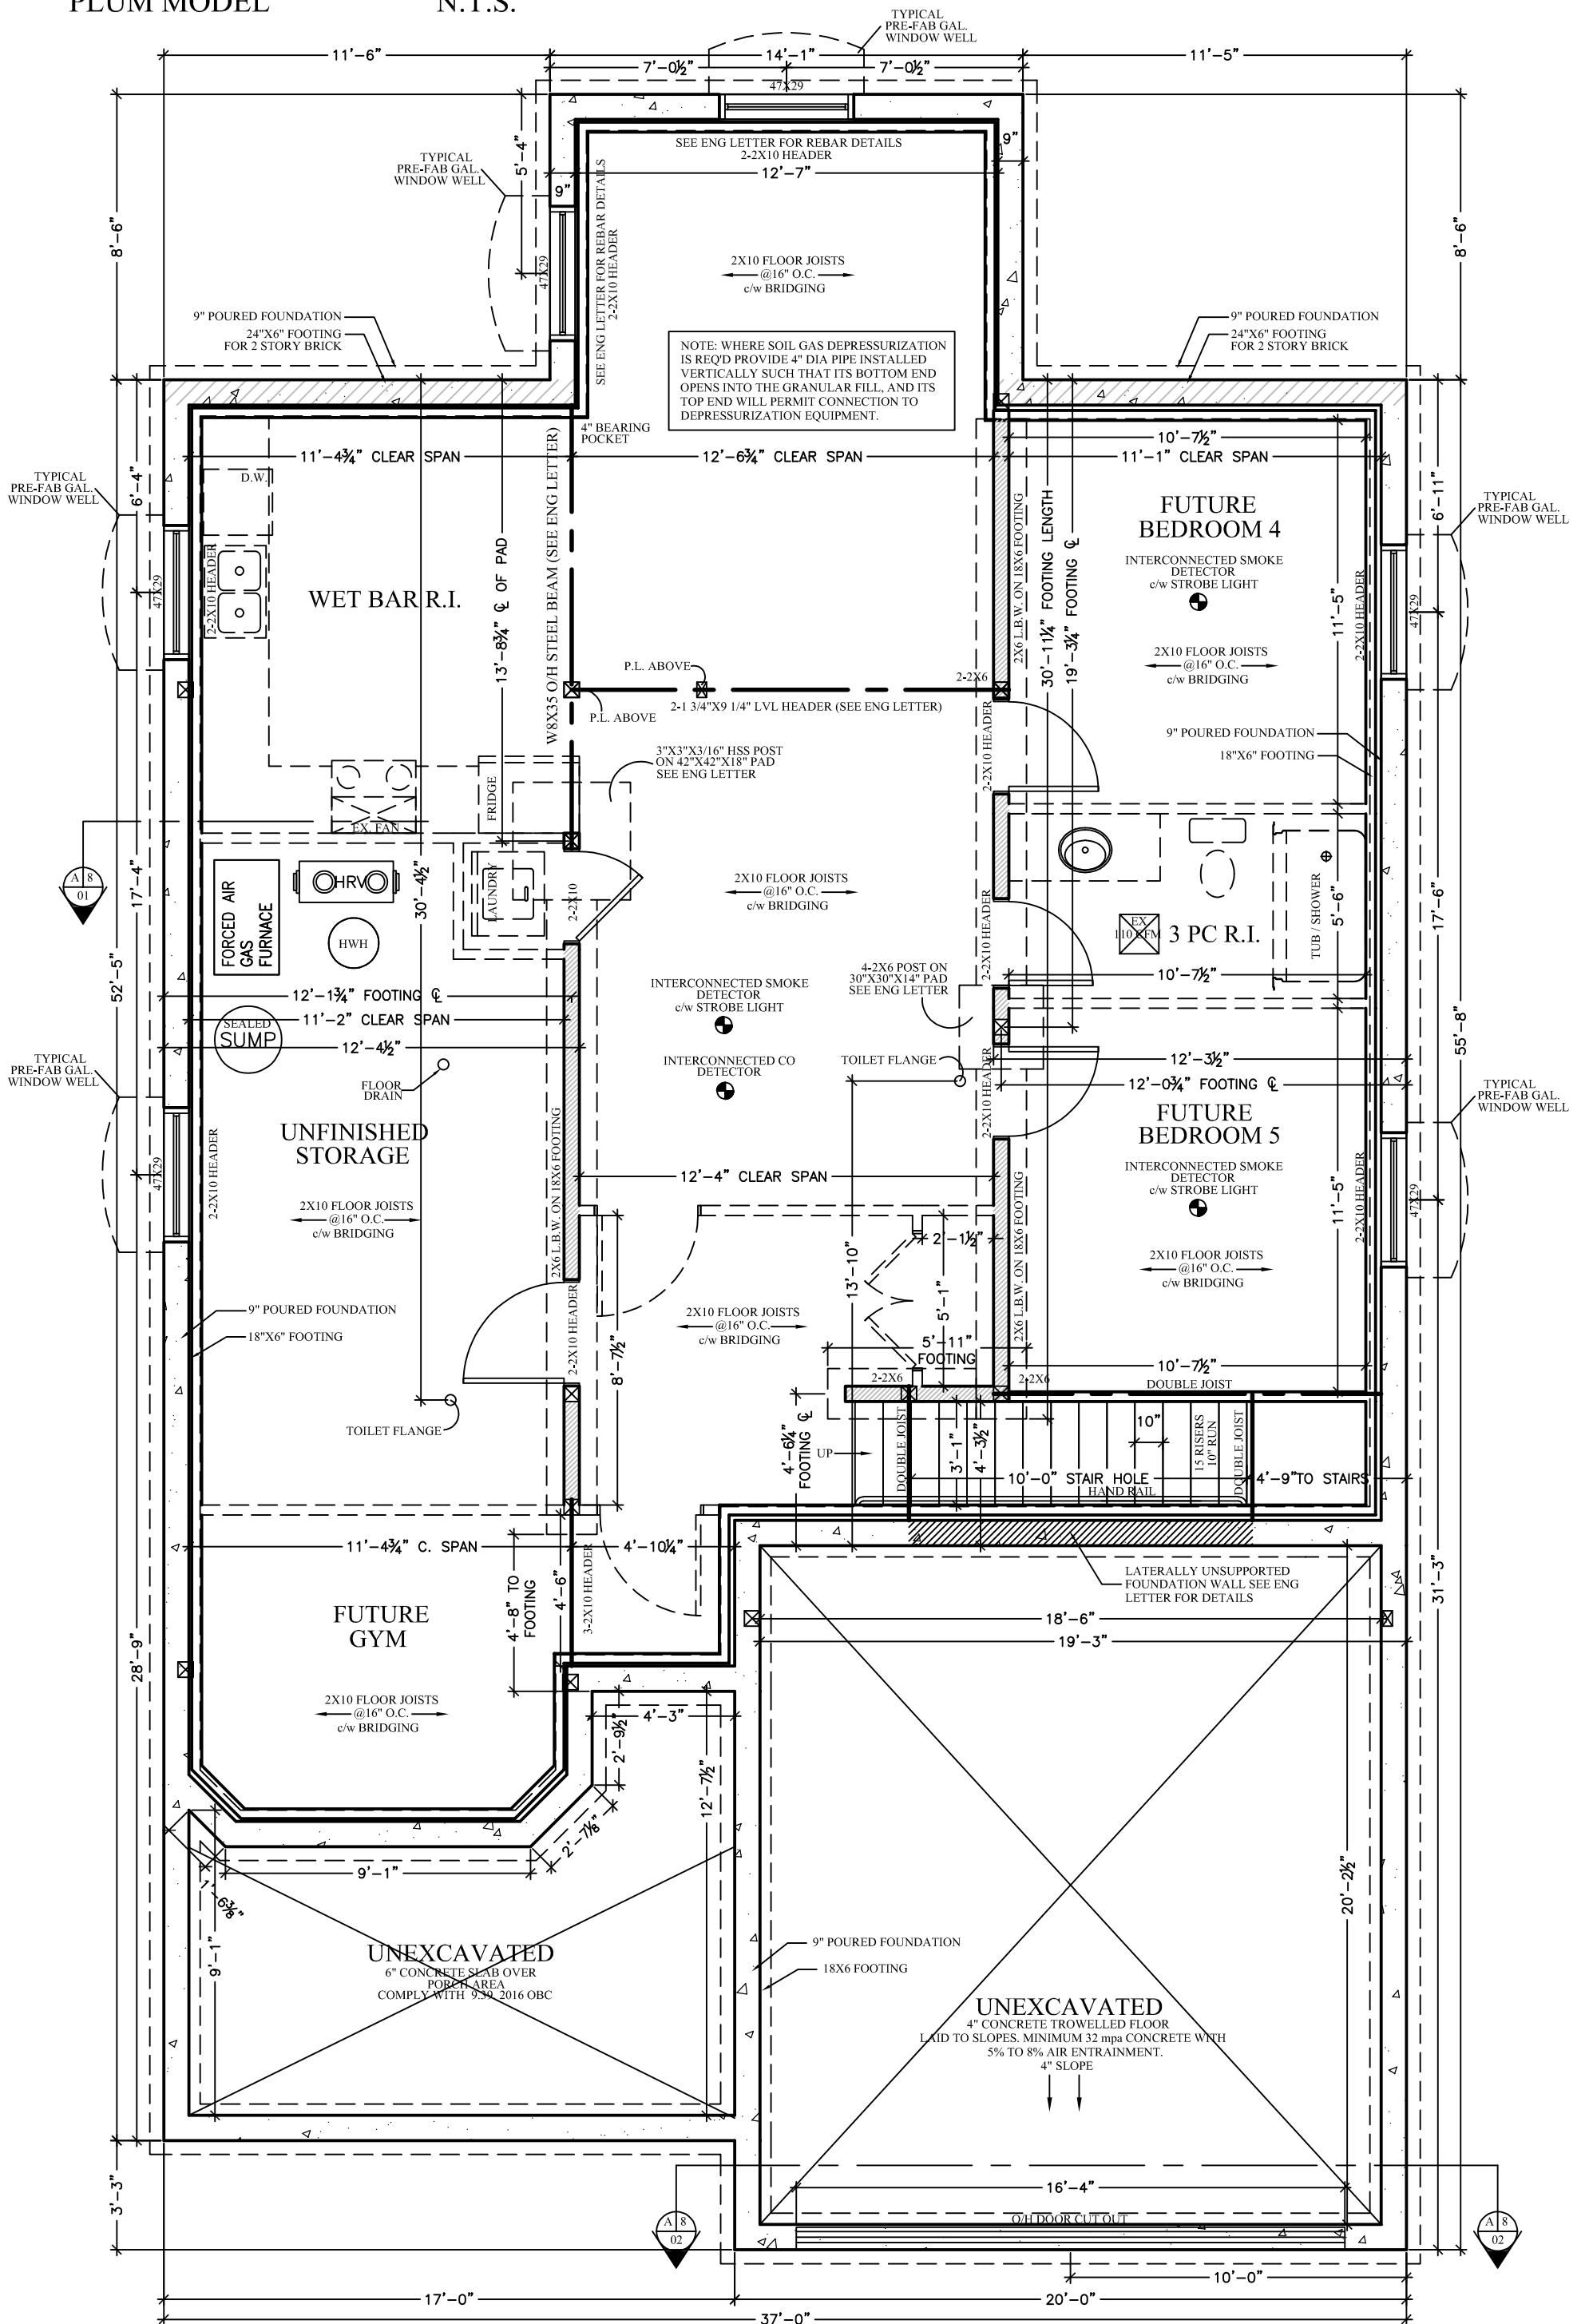 PLUM MODEL
N.T.S.
TYPICAL
PRE-FAB GAL.
WINDOW WELL
11'-6"
14'-1"
11'-5"
7'-0½"
7'-0½"
47X29
SEE ENG LETTER FOR REBAR DETAILS
2-2X10 HEADER
12'-7"
9"
9"
5'-4"
TYPICAL
PRE-FAB GAL.
WINDOW WELL
47X29
SEE ENG LETTER FOR REBAR DETAILS
2-2X10 HEADER
8'-6"
8'-6"
2X10 FLOOR JOISTS
@16" O.C.
c/w BRIDGING
9" POURED FOUNDATION
24"X6" FOOTING
FOR 2 STORY BRICK
9" POURED FOUNDATION
24"X6" FOOTING
FOR 2 STORY BRICK
NOTE: WHERE SOIL GAS DEPRESSURIZATION
IS REQ'D PROVIDE 4" DIA PIPE INSTALLED
VERTICALLY SUCH THAT ITS BOTTOM END
OPENS INTO THE GRANULAR FILL, AND ITS
TOP END WILL PERMIT CONNECTION TO
DEPRESSURIZATION EQUIPMENT.
4" BEARING
POCKET
11'-4¾" CLEAR SPAN
12'-6¾" CLEAR SPAN
10'-7½"
11'-1" CLEAR SPAN
TYPICAL
PRE-FAB GAL.
WINDOW WELL
6'-4"
D.W.
47X29
2-2X10 HEADER
WET BAR R.I.
13'-8¾" ℄ OF PAD
W8X35 O/H STEEL BEAM (SEE ENG LETTER)
2X6 L.B.W. ON 18X6 FOOTING
30'-11¼" FOOTING LENGTH
19'-3¾" FOOTING ℄
FUTURE
BEDROOM 4
INTERCONNECTED SMOKE
DETECTOR
c/w STROBE LIGHT
11'-5"
2-2X10 HEADER
47X29
6'-11"
TYPICAL
PRE-FAB GAL.
WINDOW WELL
2X10 FLOOR JOISTS
@16" O.C.
c/w BRIDGING
P.L. ABOVE
P.L. ABOVE
2-2X6
2-1 3/4"X9 1/4" LVL HEADER (SEE ENG LETTER)
2-2X10 HEADER
9" POURED FOUNDATION
18"X6" FOOTING
3"X3"X3/16" HSS POST
ON 42"X42"X18" PAD
SEE ENG LETTER
FRIDGE
EX. FAN
A 8
01
17'-4"
52'-5"
FORCED AIR
GAS
FURNACE
HRV
HWH
30'-4½"
LAUNDRY
2-2X10
2X10 FLOOR JOISTS
@16" O.C.
c/w BRIDGING
2-2X10 HEADER
EX
110 CFM
3 PC R.I.
TUB / SHOWER
5'-6"
17'-6"
10'-7½"
4-2X6 POST ON
30"X30"X14" PAD
SEE ENG LETTER
12'-1¾" FOOTING ℄
11'-2" CLEAR SPAN
SEALED
SUMP
12'-4½"
INTERCONNECTED SMOKE
DETECTOR
c/w STROBE LIGHT
INTERCONNECTED CO
DETECTOR
TOILET FLANGE
2-2X10 HEADER
12'-3½"
12'-0¾" FOOTING ℄
55'-8"
TYPICAL
PRE-FAB GAL.
WINDOW WELL
FLOOR
DRAIN
47X29
2-2X10 HEADER
UNFINISHED
STORAGE
2X6 L.B.W. ON 18X6 FOOTING
FUTURE
BEDROOM 5
INTERCONNECTED SMOKE
DETECTOR
c/w STROBE LIGHT
11'-5"
2-2X10 HEADER
47X29
TYPICAL
PRE-FAB GAL.
WINDOW WELL
12'-4" CLEAR SPAN
2X10 FLOOR JOISTS
@16" O.C.
c/w BRIDGING
13'-10"
2'-1½"
5'-1"
2X6 L.B.W. ON 18X6 FOOTING
2X10 FLOOR JOISTS
@16" O.C.
c/w BRIDGING
9" POURED FOUNDATION
18"X6" FOOTING
2-2X10 HEADER
8'-7½"
2X10 FLOOR JOISTS
@16" O.C.
c/w BRIDGING
5'-11"
FOOTING
2-2X6
2-2X6
10'-7½"
DOUBLE JOIST
TOILET FLANGE
4'-6¼"
FOOTING ℄
UP
DOUBLE JOIST
3'-1"
4'-3½"
10"
15 RISERS
10" RUN
DOUBLE JOIST
10'-0" STAIR HOLE
HAND RAIL
4'-9"TO STAIRS
11'-4¾" C. SPAN
4'-10¼"
4'-8" TO
FOOTING
4'-6"
3-2X10 HEADER
FUTURE
GYM
28'-9"
LATERALLY UNSUPPORTED
FOUNDATION WALL SEE ENG
LETTER FOR DETAILS
18'-6"
19'-3"
31'-3"
2X10 FLOOR JOISTS
@16" O.C.
c/w BRIDGING
4'-3"
2'-9½"
2'-7⅛"
12'-7½"
9'-1"
1'-6⅜"
9'-1"
20'-2½"
UNEXCAVATED
6" CONCRETE SLAB OVER
PORCH AREA
COMPLY WITH 9.39. 2016 OBC
9" POURED FOUNDATION
18X6 FOOTING
UNEXCAVATED
4" CONCRETE TROWELLED FLOOR
LAID TO SLOPES. MINIMUM 32 mpa CONCRETE WITH
5% TO 8% AIR ENTRAINMENT.
4" SLOPE
3'-3"
16'-4"
O/H DOOR CUT OUT
A 8
02
A 8
02
10'-0"
17'-0"
20'-0"
37'-0"